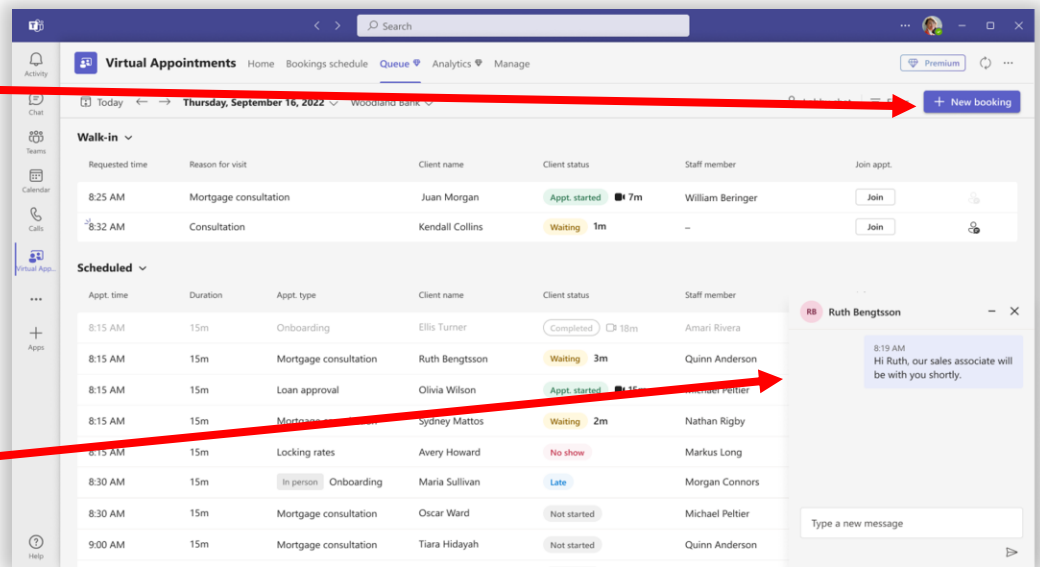 Search
Activity
Chat
Teams
Calendar
Calls
Virtual App...
Apps
Help
Virtual Appointments Home Bookings schedule Queue Analytics Manage Premium
Today Thursday, September 16, 2022 Woodland Bank + New booking
Walk-in
Requested time Reason for visit Client name Client status Staff member Join appt.
8:25 AM Mortgage consultation Juan Morgan Appt. started 7m William Beringer Join
8:32 AM Consultation Kendall Collins Waiting 1m – Join
Scheduled
Appt. time Duration Appt. type Client name Client status Staff member
8:15 AM 15m Onboarding Ellis Turner Completed 18m Amari Rivera
8:15 AM 15m Mortgage consultation Ruth Bengtsson Waiting 3m Quinn Anderson
8:15 AM 15m Loan approval Olivia Wilson Appt. started 15m Michael Peltier
8:15 AM 15m Mortgage consultation Sydney Mattos Waiting 2m Nathan Rigby
8:15 AM 15m Locking rates Avery Howard No show Markus Long
8:30 AM 15m In person Onboarding Maria Sullivan Late Morgan Connors
8:30 AM 15m Mortgage consultation Oscar Ward Not started Michael Peltier
9:00 AM 15m Mortgage consultation Tiara Hidayah Not started Quinn Anderson
RB Ruth Bengtsson
8:19 AM
Hi Ruth, our sales associate will
be with you shortly.
Type a new message